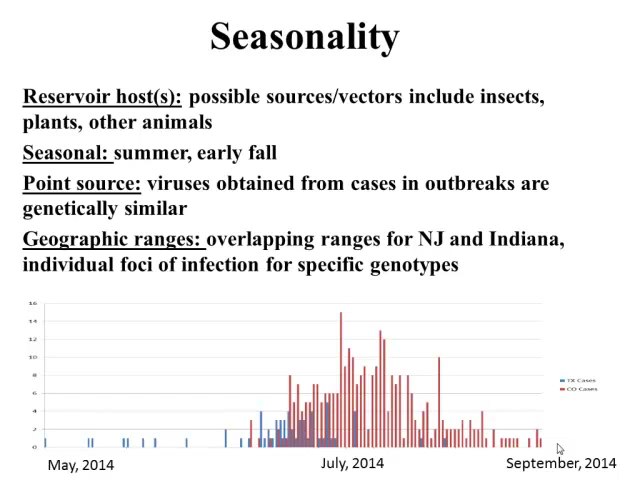 Seasonality
Reservoir host(s): possible sources/vectors include insects,
plants, other animals
Seasonal: summer, early fall
Point source: viruses obtained from cases in outbreaks are
genetically similar
Geographic ranges: overlapping ranges for NJ and Indiana,
individual foci of infection for specific genotypes
16
14
12
10
8
6
4
2
0
TX Cases
CO Cases
May, 2014 July, 2014 September, 2014